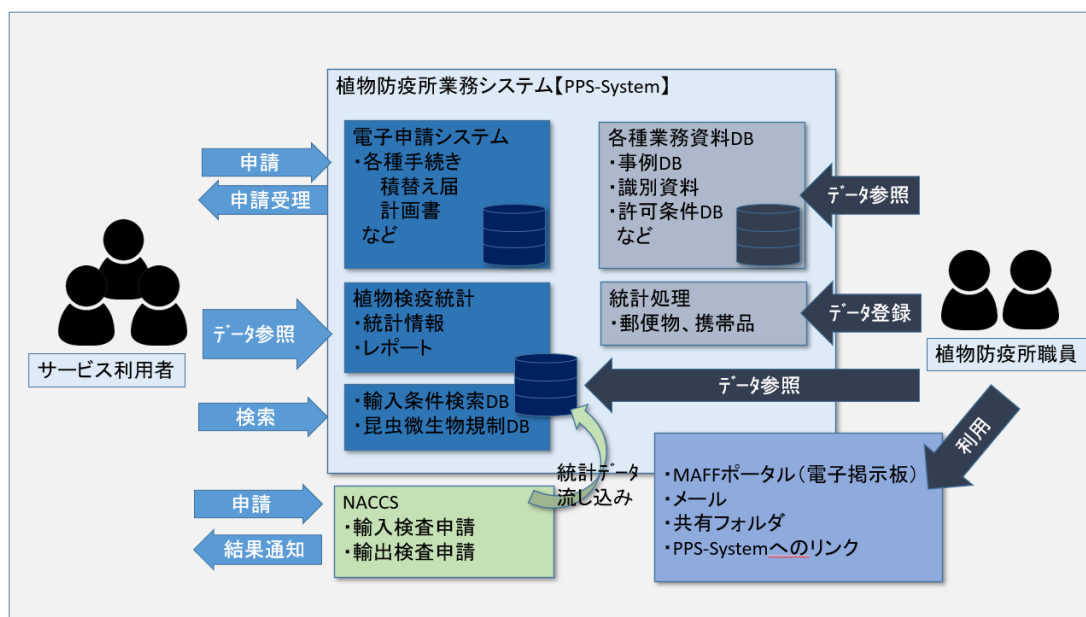 植物防疫所業務システム【PPS-System】
電子申請システム
・各種手続き
積替え届
計画書
など
各種業務資料DB
・事例DB
・識別資料
・許可条件DB
など
申請
申請受理
ﾃﾞｰﾀ参照
植物検疫統計
・統計情報
・レポート
統計処理
・郵便物、携帯品
ﾃﾞｰﾀ参照
ﾃﾞｰﾀ登録
サービス利用者
植物防疫所職員
ﾃﾞｰﾀ参照
検索
・輸入条件検索DB
・昆虫微生物規制DB
利用
統計ﾃﾞｰﾀ
流し込み
申請
結果通知
NACCS
・輸入検査申請
・輸出検査申請
・MAFFポータル（電子掲示板）
・メール
・共有フォルダ
・PPS-Systemへのリンク